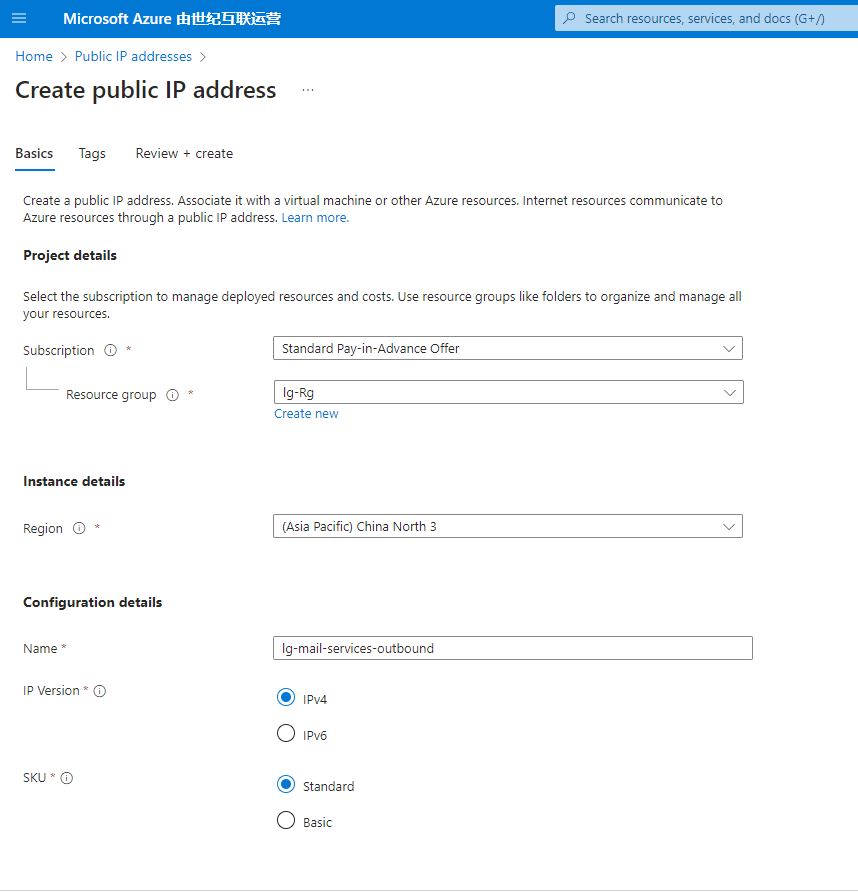 Microsoft Azure 由世纪互联运营
Search resources, services, and docs (G+/)
Home > Public IP addresses >
Create public IP address ...
Basics Tags Review + create
Create a public IP address. Associate it with a virtual machine or other Azure resources. Internet resources communicate to
Azure resources through a public IP address. Learn more.
Project details
Select the subscription to manage deployed resources and costs. Use resource groups like folders to organize and manage all
your resources.
Subscription * Standard Pay-in-Advance Offer
Resource group * lg-Rg
Create new
Instance details
Region * (Asia Pacific) China North 3
Configuration details
Name * lg-mail-services-outbound
IP Version * IPv4
IPv6
SKU * Standard
Basic